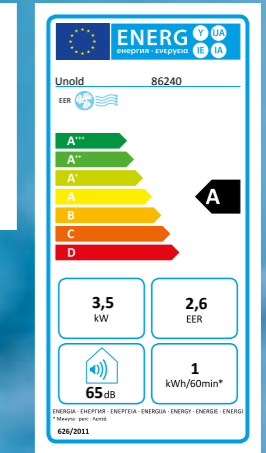 ENERG Y IJA
енергия · ενεργεια IE IA
Unold 86240
EER
A+++
A++
A+
A
B
C
D
A
3,5
kW
2,6
EER
65dB
1
kWh/60min*
ENERGIA · ЕНЕРГИЯ · ΕΝΕΡΓΕΙΑ · ENERGIJA · ENERGY · ENERGIE · ENERGI
626/2011